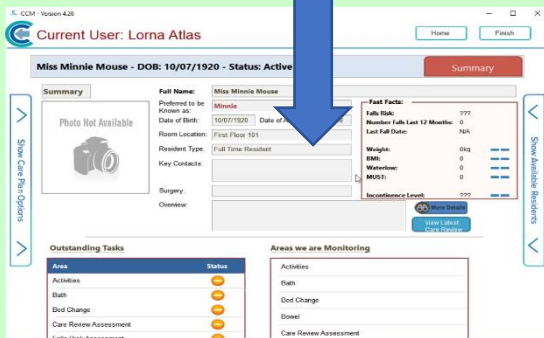 CCM - Version 4.26
Current User: Lorna Atlas
Home
Finish
Miss Minnie Mouse - DOB: 10/07/1920 - Status: Active
Summary
Summary
Photo Not Available
Full Name: Miss Minnie Mouse
Preferred to be Known as: Minnie
Date of Birth: 10/07/1920 Date of
Room Location: First Floor 101
Resident Type: Full Time Resident
Key Contacts:
Surgery:
Overview:
Fast Facts:
Falls Risk: ???
Number Falls Last 12 Months: 0
Last Fall Date: N/A
Weight: 0kg
BMI: 0
Waterlow: 0
MUST: 0
Incontinence Level: ???
More Details
View Latest Care Review
Show Care Plan Options
Show Available Residents
Outstanding Tasks
Area Status
Activities
Bath
Bed Change
Care Review Assessment
Falls Risk Assessment
Areas we are Monitoring
Activities
Bath
Bed Change
Bowel
Care Review Assessment